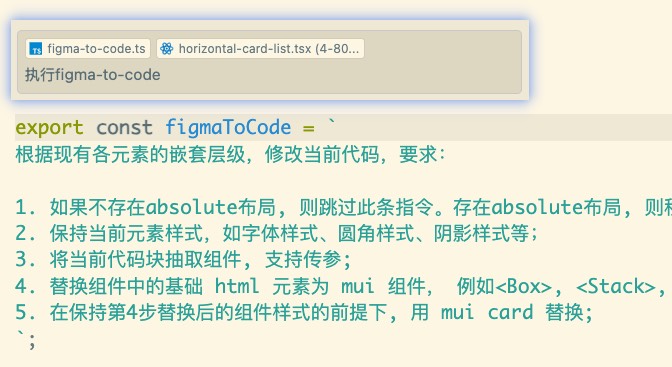 figma-to-code.ts horizontal-card-list.tsx (4-80...
执行figma-to-code
export const figmaToCode = `
根据现有各元素的嵌套层级，修改当前代码，要求：
1. 如果不存在absolute布局, 则跳过此条指令。存在absolute布局, 则
2. 保持当前元素样式，如字体样式、圆角样式、阴影样式等;
3. 将当前代码块抽取组件, 支持传参;
4. 替换组件中的基础 html 元素为 mui 组件， 例如<Box>, <Stack>,
5. 在保持第4步替换后的组件样式的前提下, 用 mui card 替换;
`;